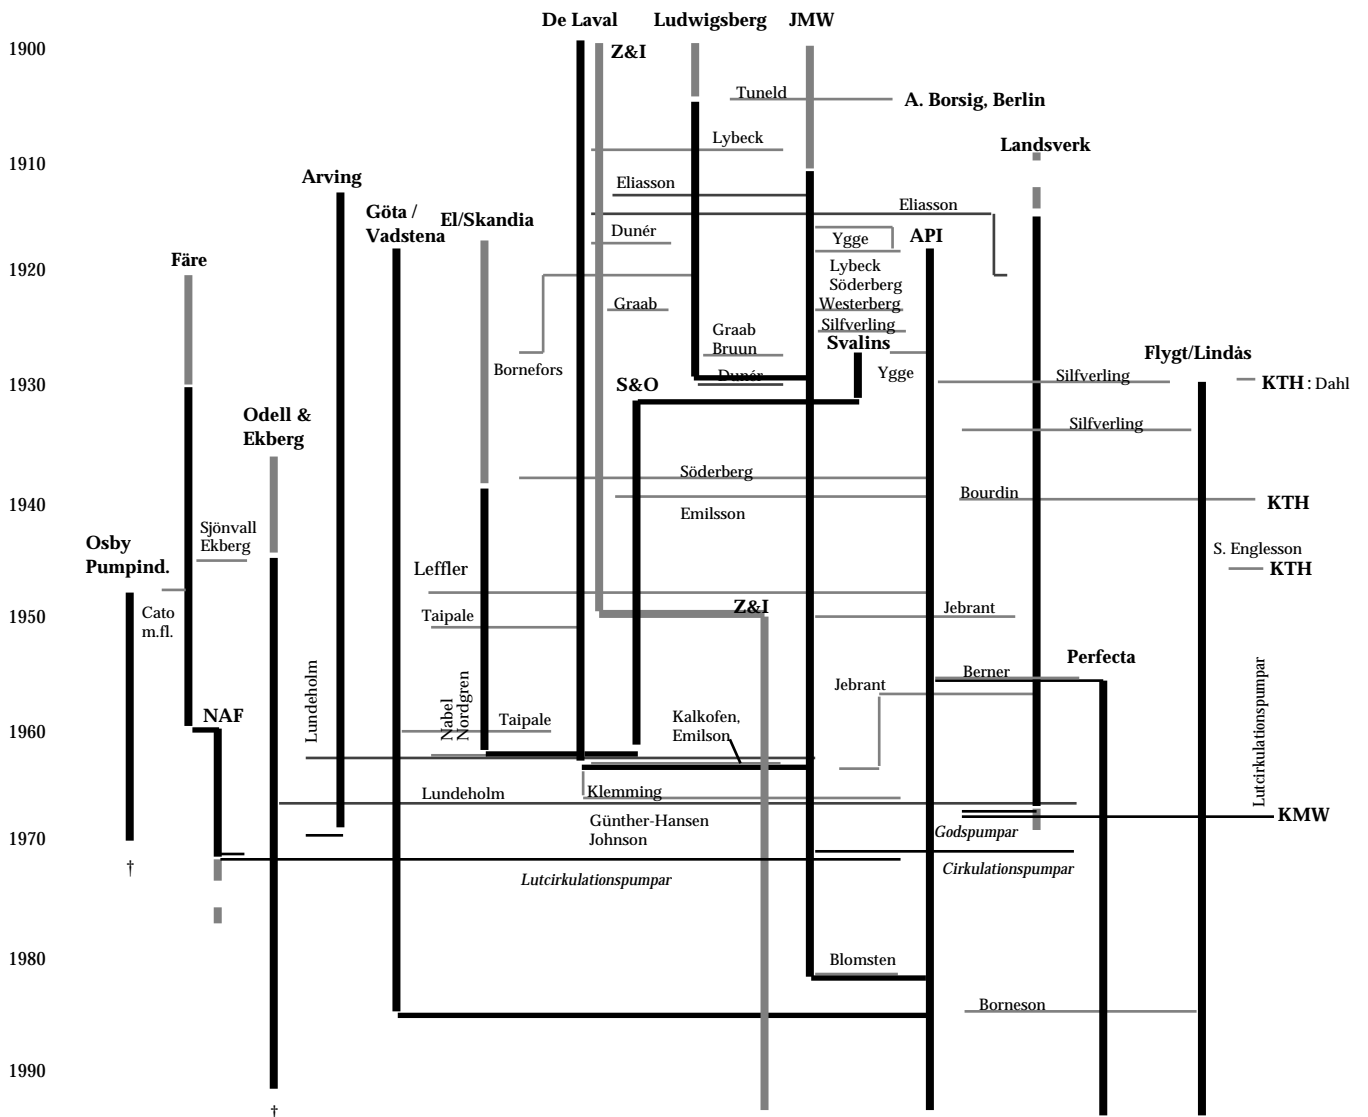 De Laval
Ludwigsberg
JMW
1900
Z&I
Tuneld
A. Borsig, Berlin
Lybeck
Landsverk
1910
Arving
Eliasson
Eliasson
Göta /
Vadstena
El/Skandia
Dunér
Ygge
API
Färe
1920
Lybeck
Söderberg
Graab
Westerberg
Silfverling
Graab
Bruun
Svalins
Flygt/Lindås
Bornefors
Dunér
Ygge
Silfverling
KTH : Dahl
1930
S&O
Odell &
Ekberg
Silfverling
Söderberg
Bourdin
KTH
1940
Emilsson
Sjönvall
Ekberg
Osby
Pumpind.
S. Englesson
KTH
Leffler
Cato
m.fl.
Taipale
Z&I
Jebrant
1950
Perfecta
Berner
Jebrant
Lutcirkulationspumpar
Lundeholm
Nabel
Nordgren
NAF
Taipale
Kalkofen,
Emilson
1960
Lundeholm
Klemming
Günther-Hansen
Johnson
Godspumpar
KMW
1970
†
Lutcirkulationspumpar
Cirkulationspumpar
1980
Blomsten
Borneson
1990
†